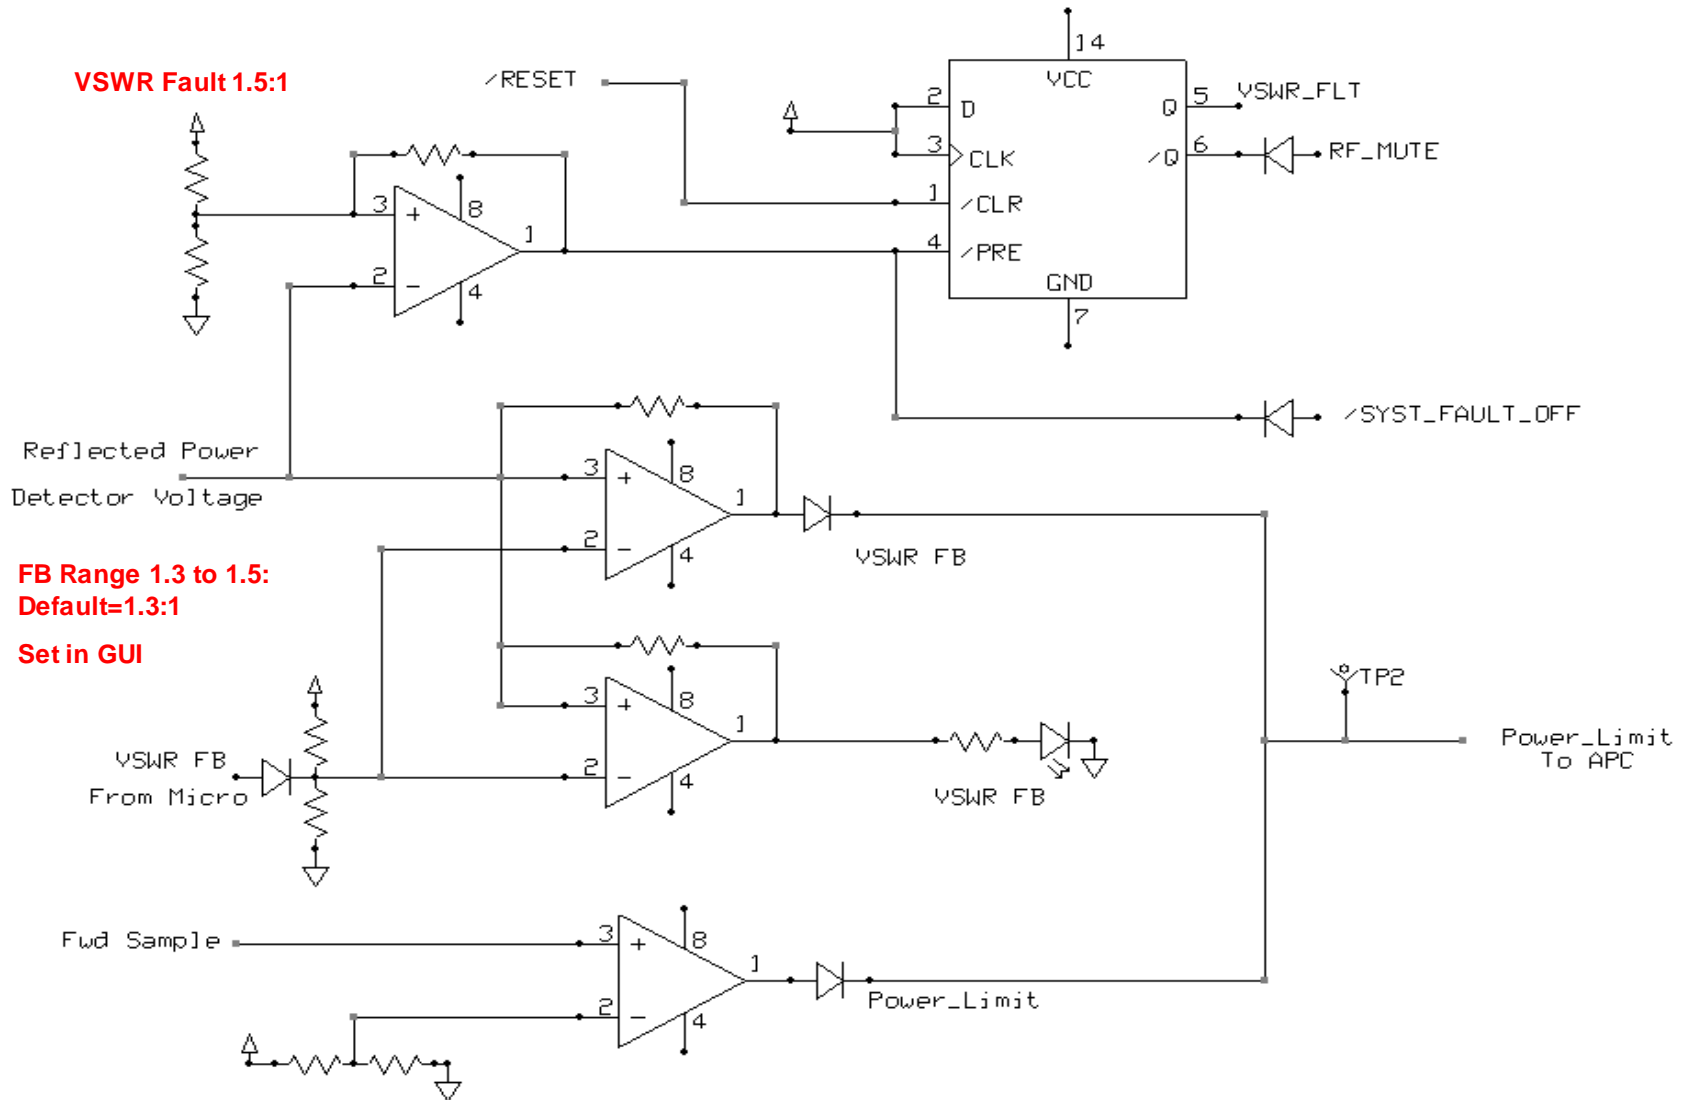 VSWR Fault 1.5:1
/RESET
14
VCC
2
D
Q
5
VSWR_FLT
3
CLK
/Q
6
RF_MUTE
1
/CLR
4
/PRE
GND
7
3
+
8
1
2
-
4
/SYST_FAULT_OFF
Reflected Power
Detector Voltage
3
+
8
1
2
-
4
VSWR FB
FB Range 1.3 to 1.5:
Default=1.3:1
Set in GUI
3
+
8
1
2
-
4
VSWR FB
VSWR FB
From Micro
TP2
Power_Limit
To APC
Fwd Sample
3
+
8
1
2
-
4
Power_Limit